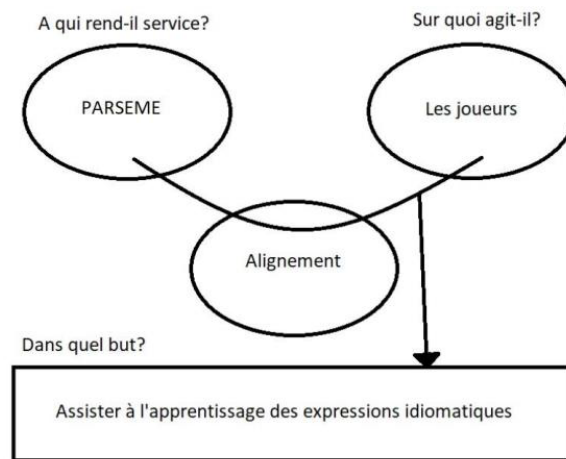 A qui rend-il service?
Sur quoi agit-il?
PARSEME
Les joueurs
Alignement
Dans quel but?
Assister à l'apprentissage des expressions idiomatiques